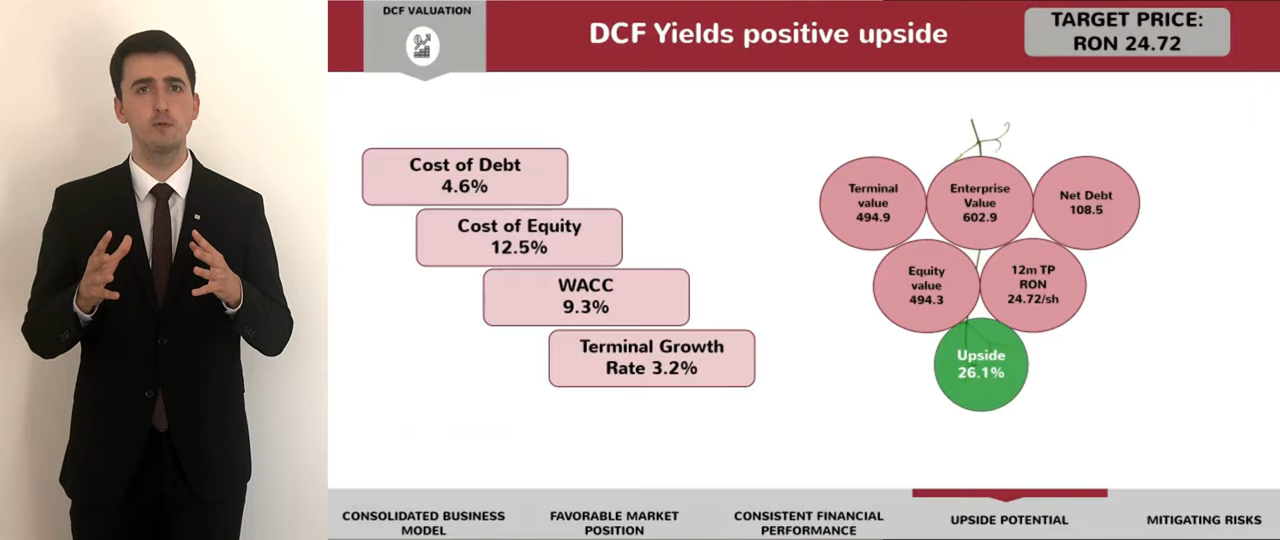 DCF VALUATION
DCF Yields positive upside
TARGET PRICE:
RON 24.72
Cost of Debt
4.6%
Cost of Equity
12.5%
WACC
9.3%
Terminal Growth
Rate 3.2%
Terminal
value
494.9
Enterprise
Value
602.9
Net Debt
108.5
Equity
value
494.3
12m TP
RON
24.72/sh
Upside
26.1%
CONSOLIDATED BUSINESS
MODEL
FAVORABLE MARKET
POSITION
CONSISTENT FINANCIAL
PERFORMANCE
UPSIDE POTENTIAL
MITIGATING RISKS